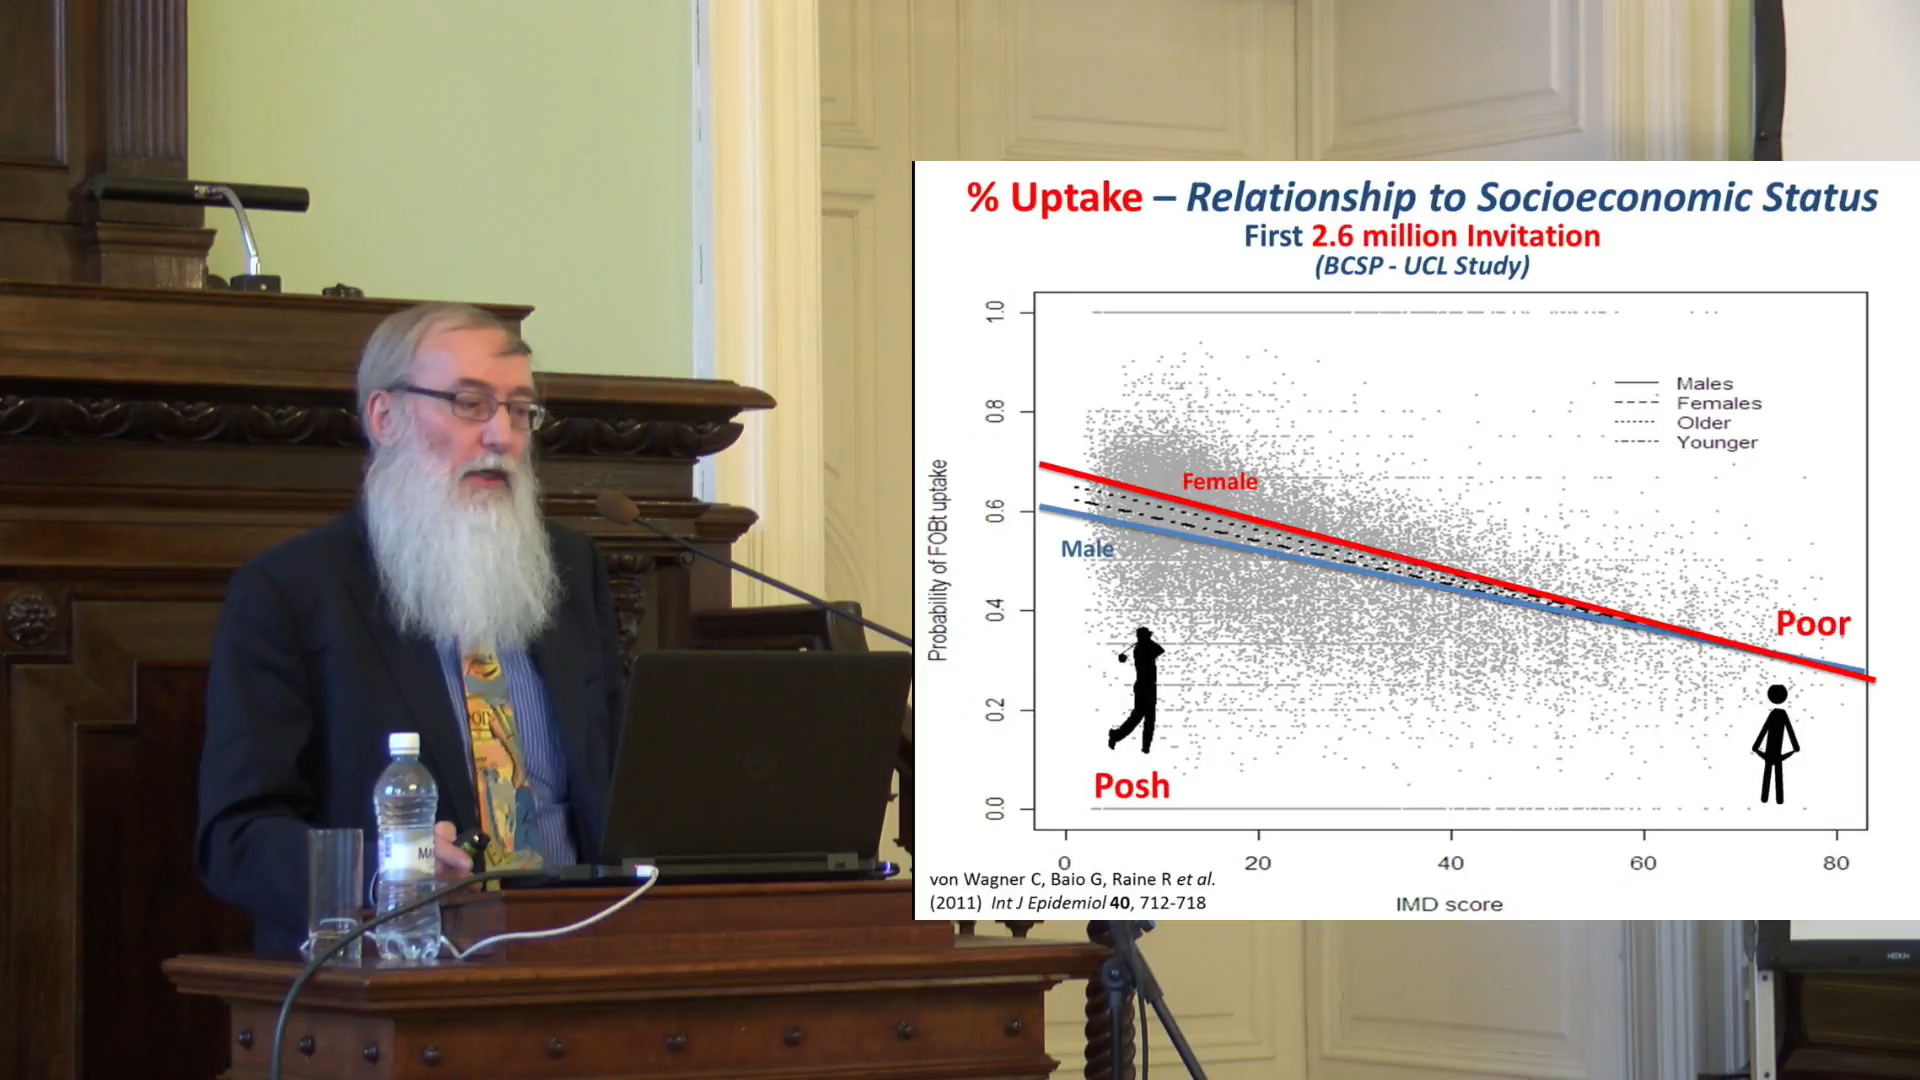 % Uptake – Relationship to Socioeconomic Status
First 2.6 million Invitation
(BCSP - UCL Study)
Probability of FOBt uptake
1.0
0.8
0.6
0.4
0.2
0.0
Males
Females
Older
Younger
Female
Male
Poor
Posh
0 20 40 60 80
IMD score
von Wagner C, Baio G, Raine R et al.
(2011) Int J Epidemiol 40, 712-718